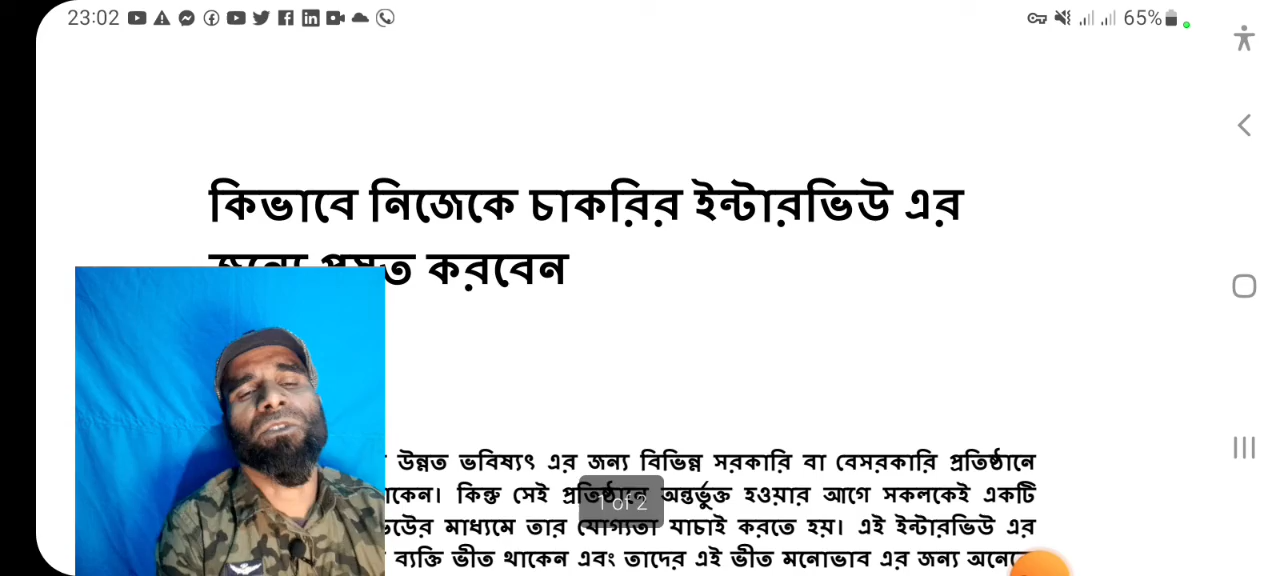 23:02
65%
কিভাবে নিজেকে চাকরির ইন্টারভিউ এর
করবেন
উন্নত ভবিষ্যৎ এর জন্য বিভিন্ন সরকারি বা বেসরকারি প্রতিষ্ঠানে
থাকেন। কিন্তু সেই প্রতিষ্ঠানে অন্তর্ভুক্ত হওয়ার আগে সকলকেই একটি
1 of 2
মাধ্যমে তার যোগ্যতা যাচাই করতে হয়। এই ইন্টারভিউ এর
ব্যক্তি ভীত থাকেন এবং তাদের এই ভীত মনোভাব এর জন্য